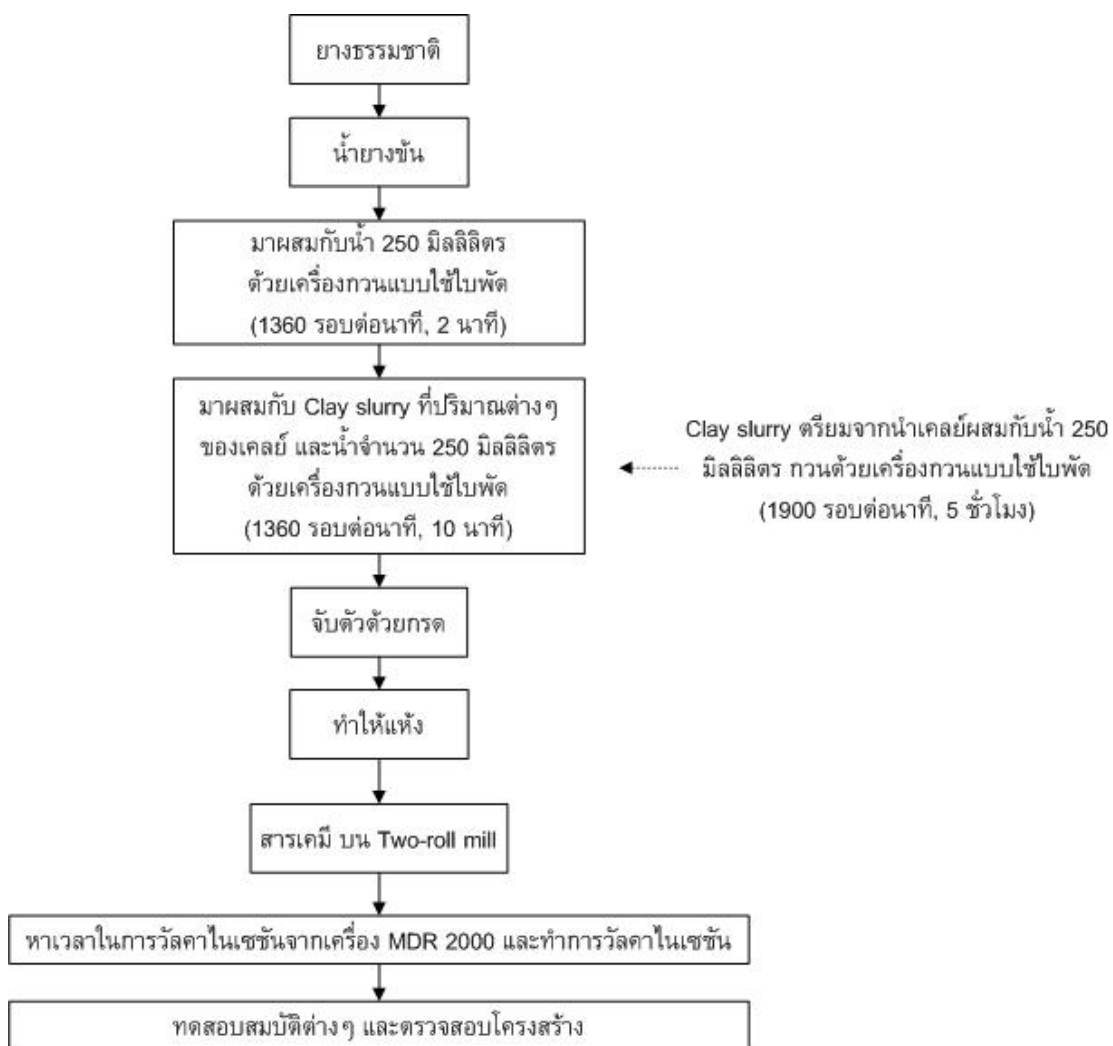 ยางธรรมชาติ
น้ำยางข้น
มาผสมกับน้ำ 250 มิลลิลิตร
ด้วยเครื่องกวนแบบใช้ใบพัด
(1360 รอบต่อนาที, 2 นาที)
มาผสมกับ Clay slurry ที่ปริมาณต่างๆ
ของเคลย์ และน้ำจำนวน 250 มิลลิลิตร
ด้วยเครื่องกวนแบบใช้ใบพัด
(1360 รอบต่อนาที, 10 นาที)
Clay slurry ตรียมจากนำเคลย์ผสมกับน้ำ 250
มิลลิลิตร กวนด้วยเครื่องกวนแบบใช้ใบพัด
(1900 รอบต่อนาที, 5 ชั่วโมง)
จับตัวด้วยกรด
ทำให้แห้ง
สารเคมี บน Two-roll mill
หาเวลาในการวัลคาไนเซชันจากเครื่อง MDR 2000 และทำการวัลคาไนเซชัน
ทดสอบสมบัติต่างๆ และตรวจสอบโครงสร้าง